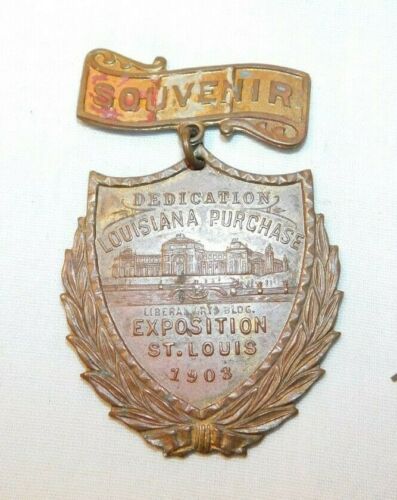 SOUVENIR
DEDICATION
LOUISIANA PURCHASE
LIBERAL ARTS BLDG.
EXPOSITION
ST. LOUIS
1903